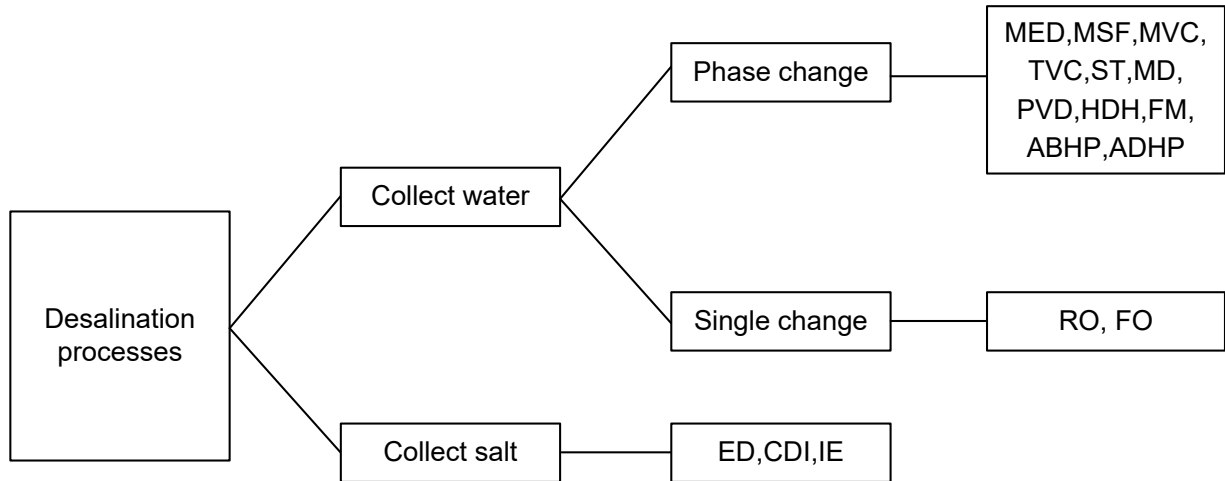 MED,MSF,MVC,
TVC,ST,MD,
PVD,HDH,FM,
ABHP,ADHP
Phase change
Collect water
Desalination
processes
Single change
RO, FO
Collect salt
ED,CDI,IE